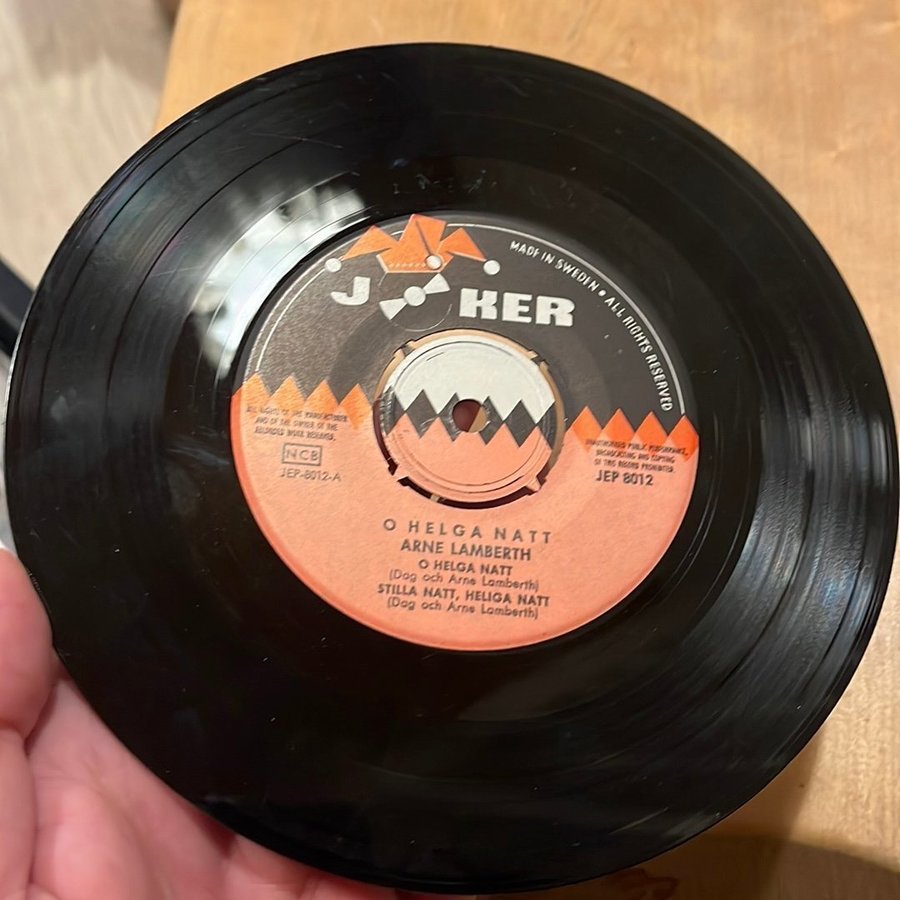 JOKER
MADE IN SWEDEN • ALL RIGHTS RESERVED
ALL RIGHTS OF THE MANUFACTURER
AND OF THE OWNER OF THE
RECORDED WORK RESERVED.
NCB
JEP-8012-A
UNAUTHORISED PUBLIC PERFORMANCE,
BROADCASTING AND COPYING
OF THIS RECORD PROHIBITED.
JEP 8012
O HELGA NATT
ARNE LAMBERTH
O HELGA NATT
(Dag och Arne Lamberth)
STILLA NATT, HELIGA NATT
(Dag och Arne Lamberth)